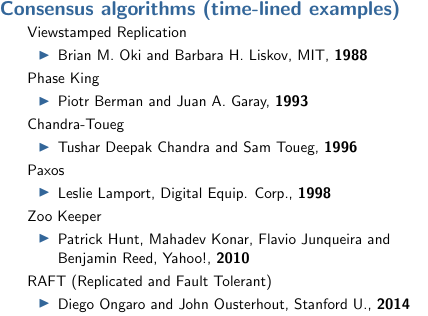 Consensus algorithms (time-lined examples)
Viewstamped Replication
▶ Brian M. Oki and Barbara H. Liskov, MIT, 1988
Phase King
▶ Piotr Berman and Juan A. Garay, 1993
Chandra-Toueg
▶ Tushar Deepak Chandra and Sam Toueg, 1996
Paxos
▶ Leslie Lamport, Digital Equip. Corp., 1998
Zoo Keeper
▶ Patrick Hunt, Mahadev Konar, Flavio Junqueira and
Benjamin Reed, Yahoo!, 2010
RAFT (Replicated and Fault Tolerant)
▶ Diego Ongaro and John Ousterhout, Stanford U., 2014